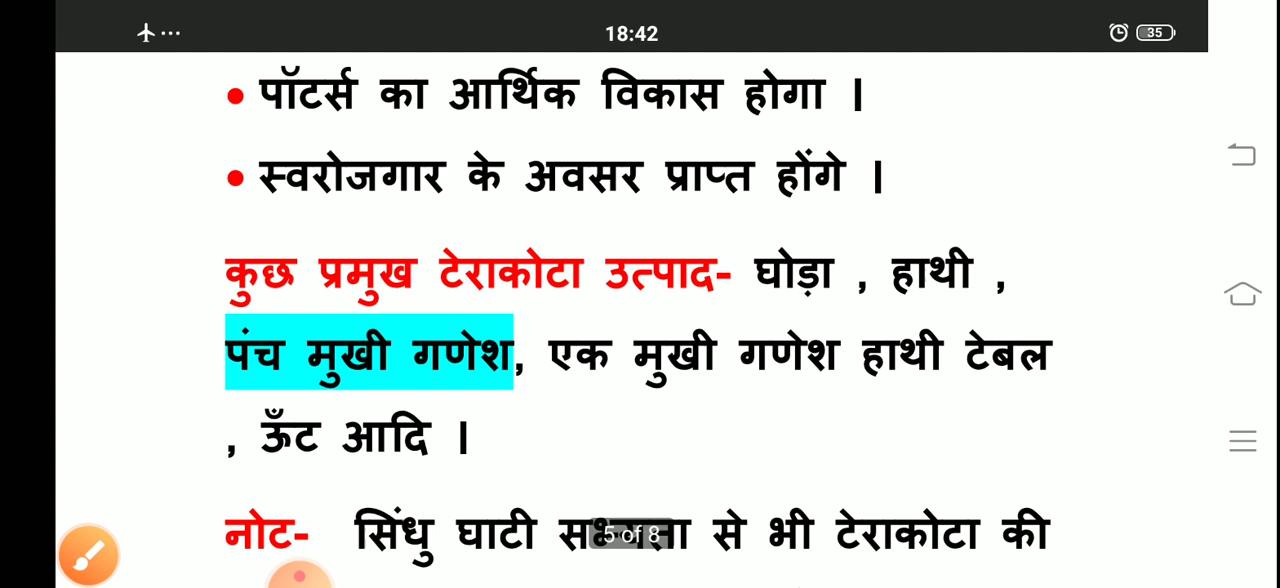 18:42
35
• पॉटर्स का आर्थिक विकास होगा ।
• स्वरोजगार के अवसर प्राप्त होंगे ।
कुछ प्रमुख टेराकोटा उत्पाद- घोड़ा , हाथी ,
पंच मुखी गणेश, एक मुखी गणेश हाथी टेबल
, ऊँट आदि ।
नोट- सिंधु घाटी से भी टेराकोटा की
5 of 8